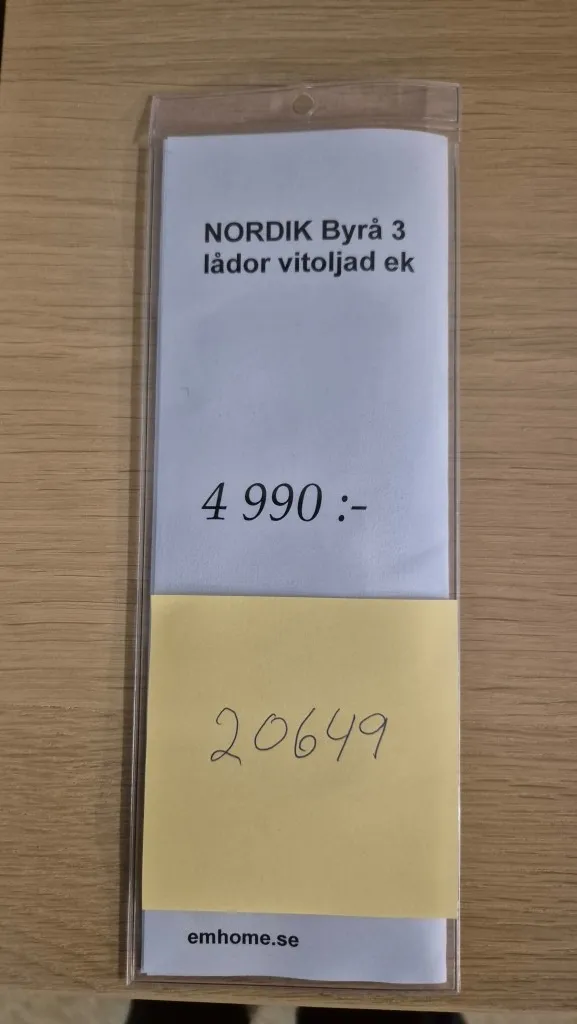 NORDIK Byrå 3
lådor vitoljad ek
4 990 :-
20649
emhome.se